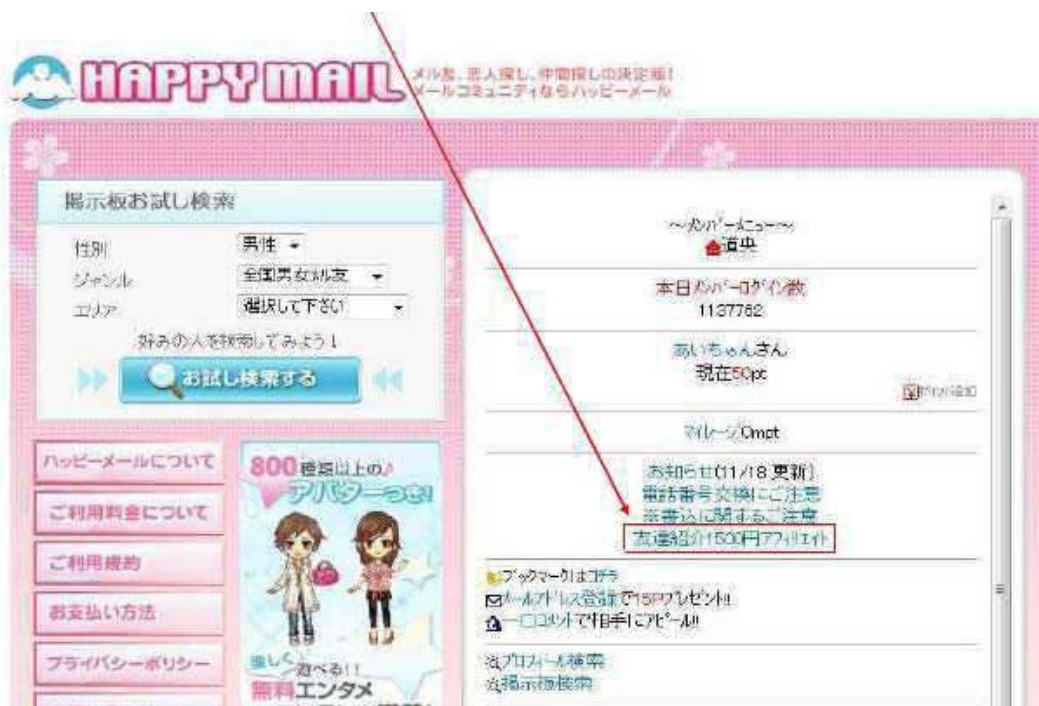 HAPPY MAIL
メル友、恋人探し、仲間探しの決定版!
メールコミュニティならハッピーメール
掲示板お試し検索
性別
男性
ジャンル
全国男女ﾒﾙ友
エリア
選択して下さい
好みの人を検索してみよう!
お試し検索する
ハッピーメールについて
ご利用料金について
ご利用規約
お支払い方法
プライバシーポリシー
800種類以上の♪
アバターつき!
楽しく遊べる!!
無料エンタメ
～ﾒﾝﾊﾞｰﾒﾆｭｰ～
道央
本日ﾒﾝﾊﾞｰﾛｸﾞｲﾝ数
1137762
あいちゃんさん
現在50pt
ﾎﾟｲﾝﾄ追加
ﾏｲﾚｰｼﾞ0mpt
お知らせ(11/18 更新)
電話番号交換にご注意
※書込に関するご注意
友達紹介1500円ｱﾌｨﾘｴｲﾄ
ﾌﾞｯｸﾏｰｸはｺﾁﾗ
ﾒｰﾙｱﾄﾞﾚｽ登録で15Pﾌﾟﾚｾﾞﾝﾄ!!
一口ｺﾒﾝﾄで相手にｱﾋﾟｰﾙ!!
ﾌﾟﾛﾌｨｰﾙ検索
掲示板検索